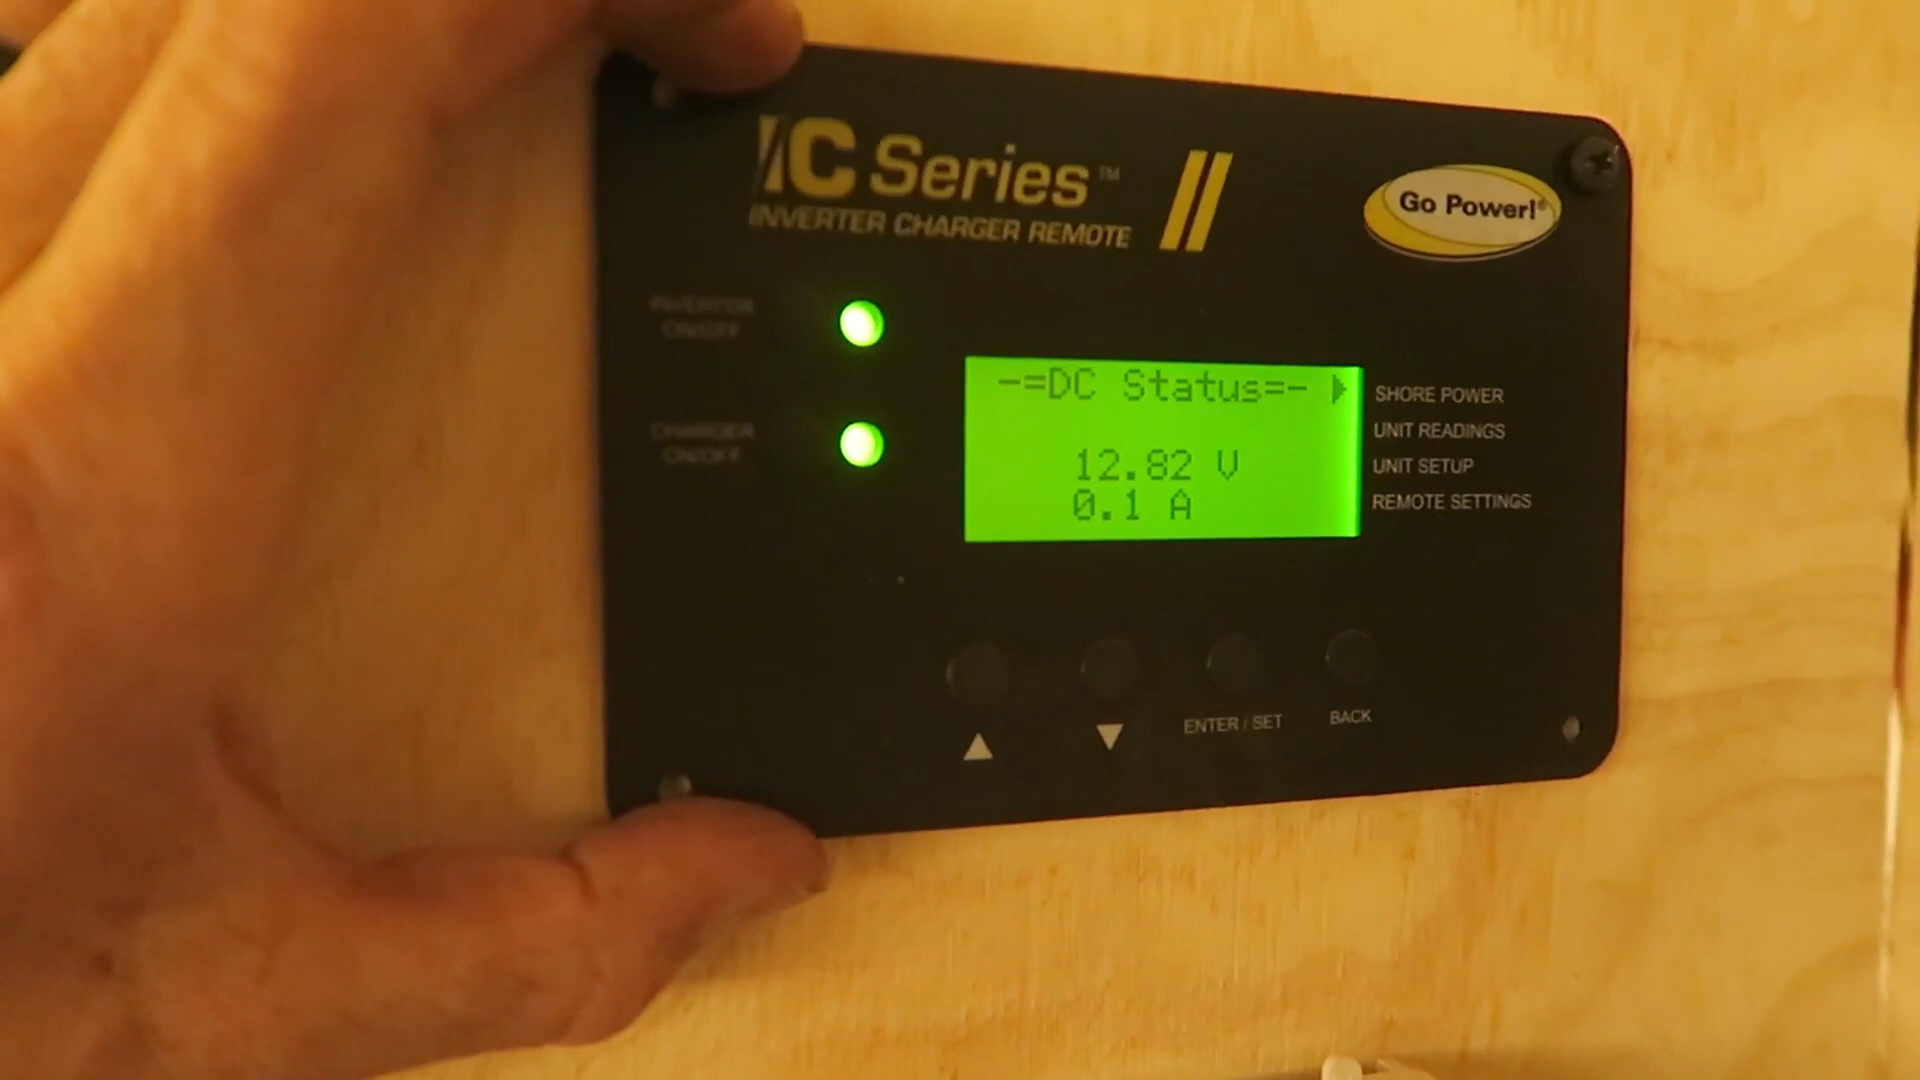 IC Series™
INVERTER CHARGER REMOTE
Go Power!®
INVERTER
ON/OFF
CHARGER
ON/OFF
-=DC Status=-
12.82 V
0.1 A
SHORE POWER
UNIT READINGS
UNIT SETUP
REMOTE SETTINGS
ENTER / SET
BACK